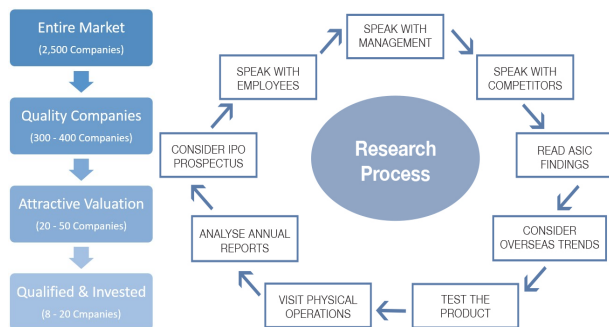 Entire Market
(2,500 Companies)
Quality Companies
(300 - 400 Companies)
Attractive Valuation
(20 - 50 Companies)
Qualified & Invested
(8 - 20 Companies)
Research
Process
SPEAK WITH
MANAGEMENT
SPEAK WITH
COMPETITORS
READ ASIC
FINDINGS
CONSIDER
OVERSEAS TRENDS
TEST THE
PRODUCT
VISIT PHYSICAL
OPERATIONS
ANALYSE ANNUAL
REPORTS
CONSIDER IPO
PROSPECTUS
SPEAK WITH
EMPLOYEES